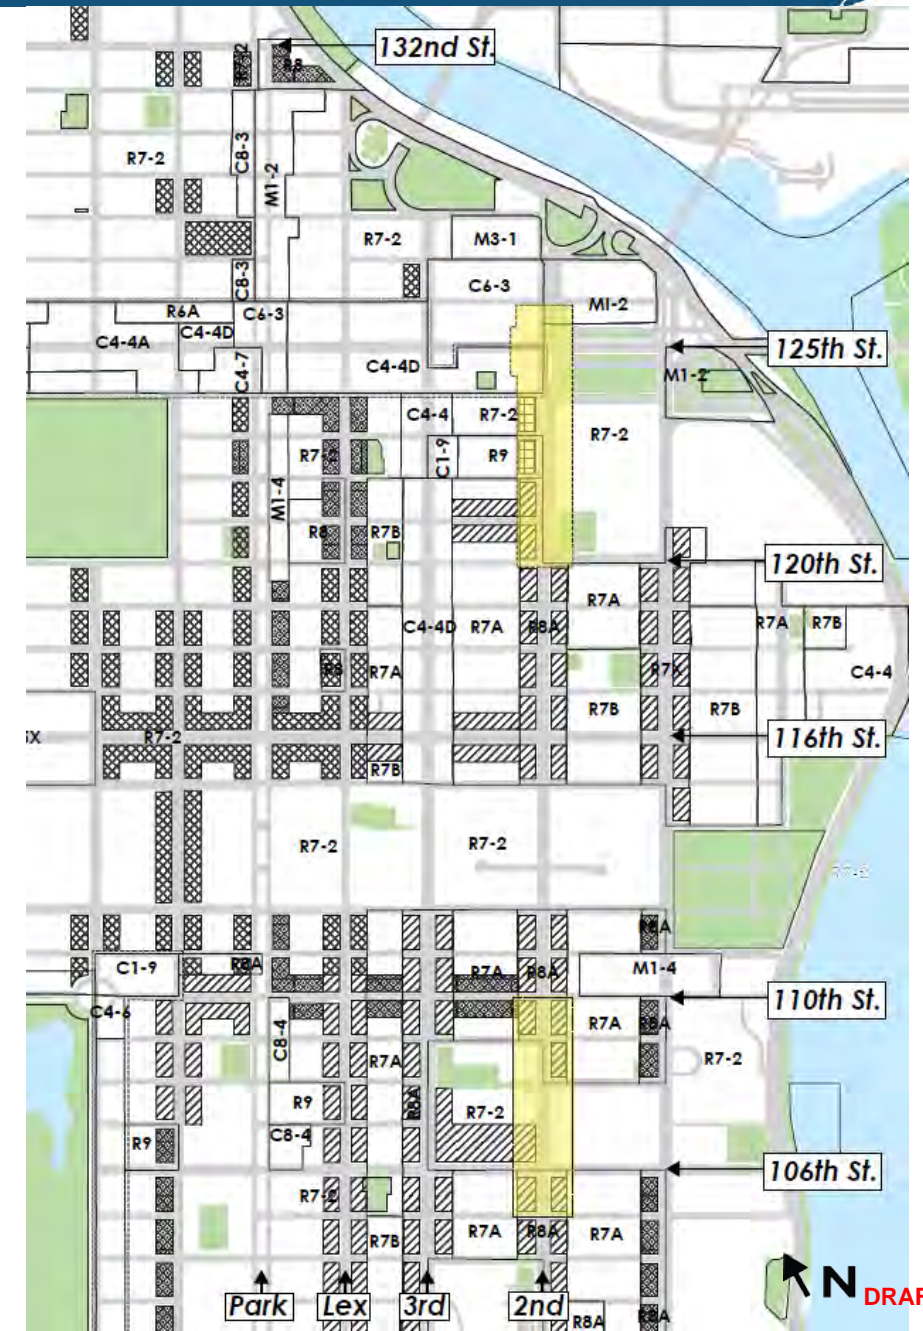 132nd St.
R7-2
R8
C8-3
R7-2
M1-2
R7-2
M3-1
C8-3
C6-3
MI-2
R6A
C6-3
C4-4A
C4-4D
C4-7
C4-4D
125th St.
M1-2
C4-4
R7-2
R7-2
C1-9
R9
M1-4
R8
R7B
120th St.
R7A
C4-4D
R7A
R8A
R7A
R7B
R8
R7A
R7A
C4-4
R7B
R7B
R7-2
116th St.
R7B
R7-2
R7-2
R8A
C1-9
R8A
R7A
R8A
M1-4
110th St.
C4-6
R7A
R8A
C8-4
R7A
R7-2
R9
R8A
R7-2
C8-4
R9
106th St.
R7-2
R7B
R7A
R8A
R7A
N
DRAF
Park
Lex
3rd
2nd
R8A
R8A